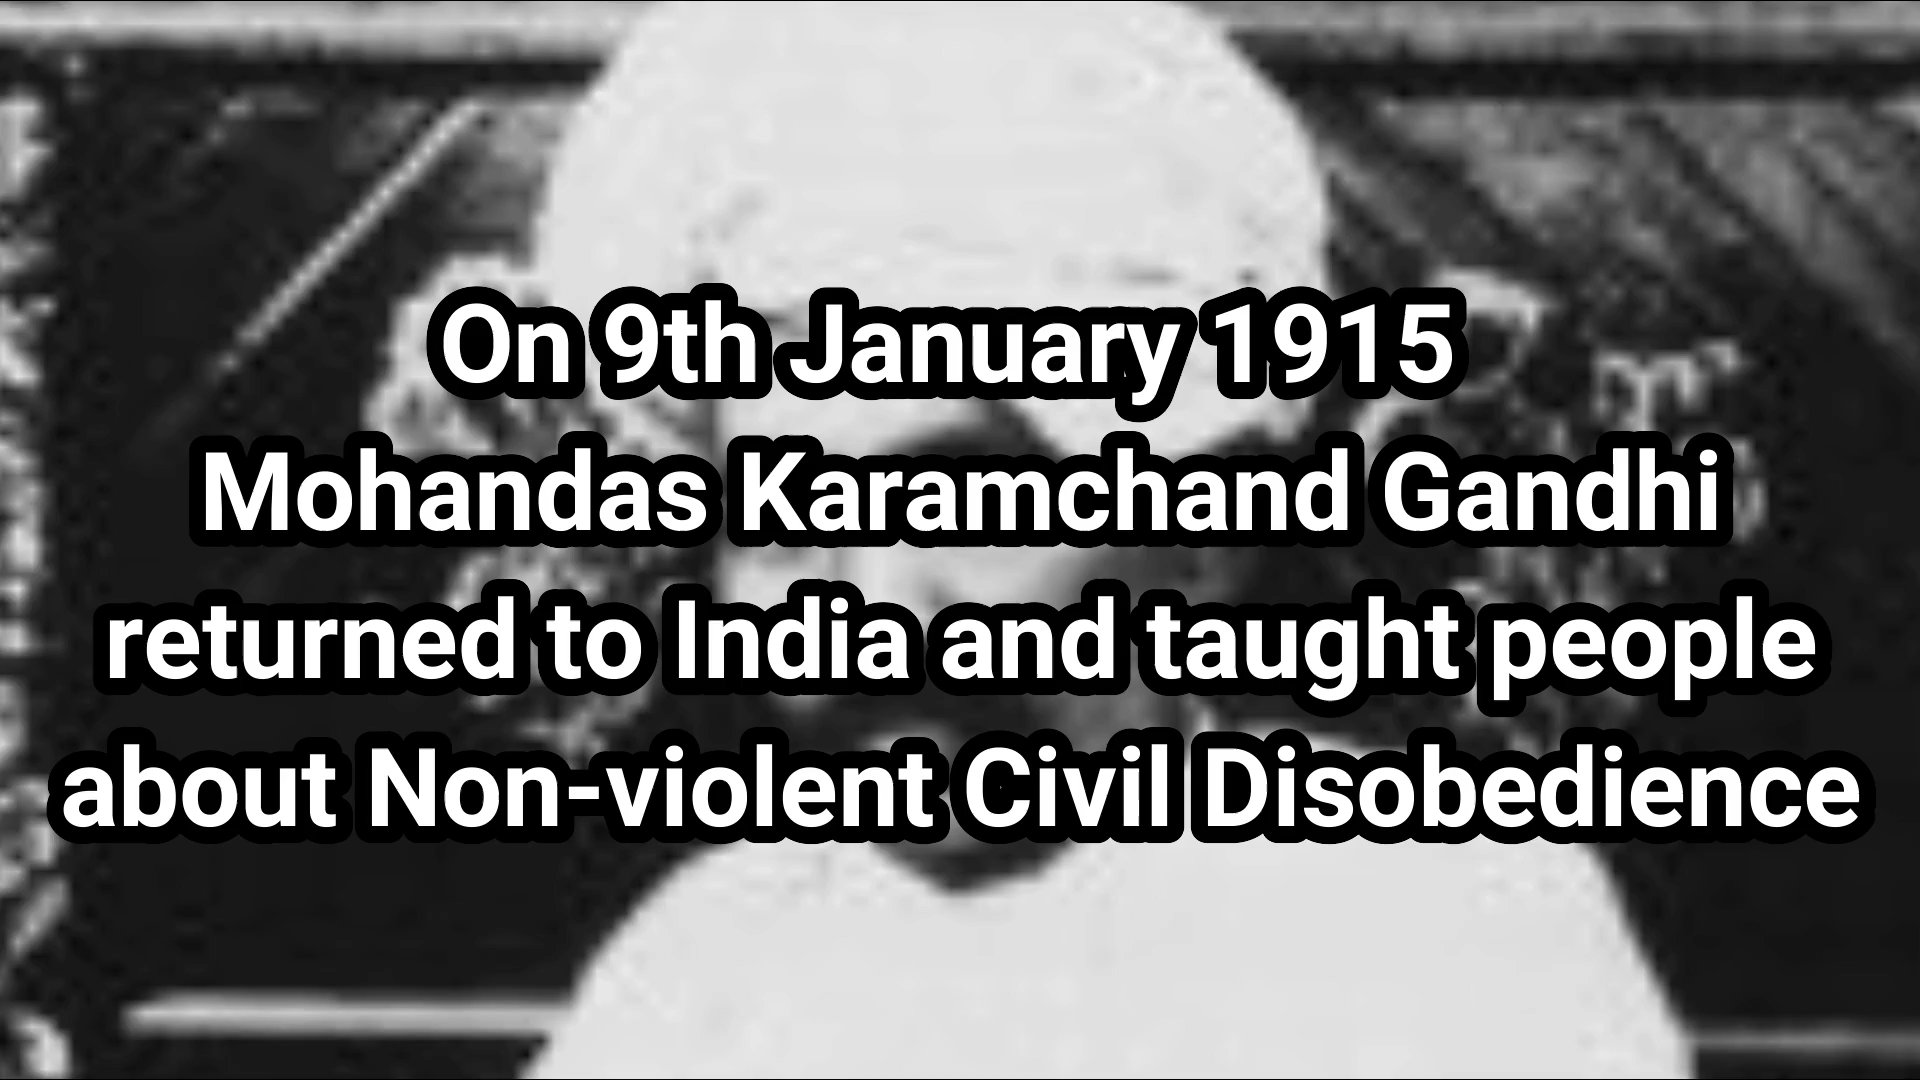 On 9th January 1915
Mohandas Karamchand Gandhi
returned to India and taught people
about Non-violent Civil Disobedience